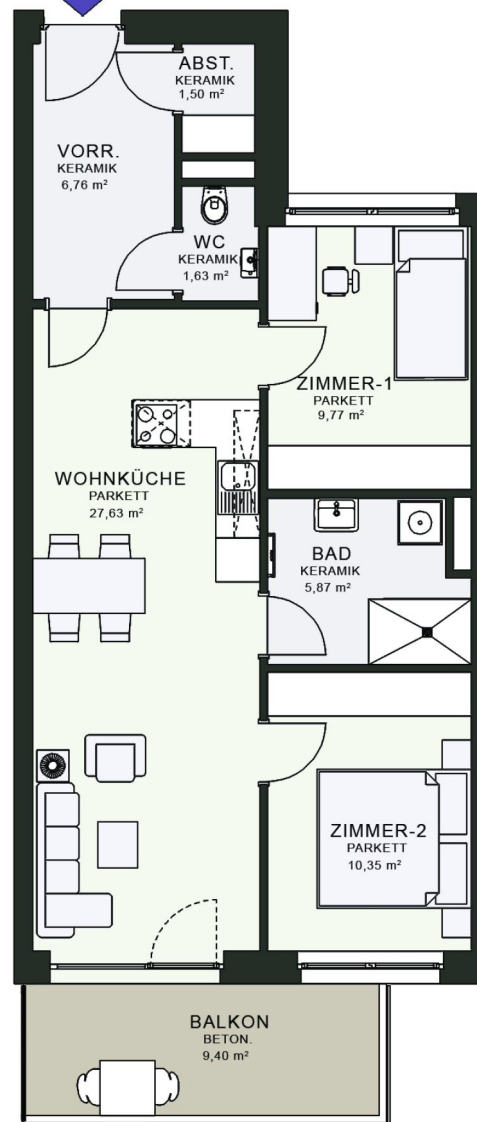 ABST.
KERAMIK
1,50 m²
VORR.
KERAMIK
6,76 m²
WC
KERAMIK
1,63 m²
ZIMMER-1
PARKETT
9,77 m²
WOHNKÜCHE
PARKETT
27,63 m²
BAD
KERAMIK
5,87 m²
ZIMMER-2
PARKETT
10,35 m²
BALKON
BETON.
9,40 m²